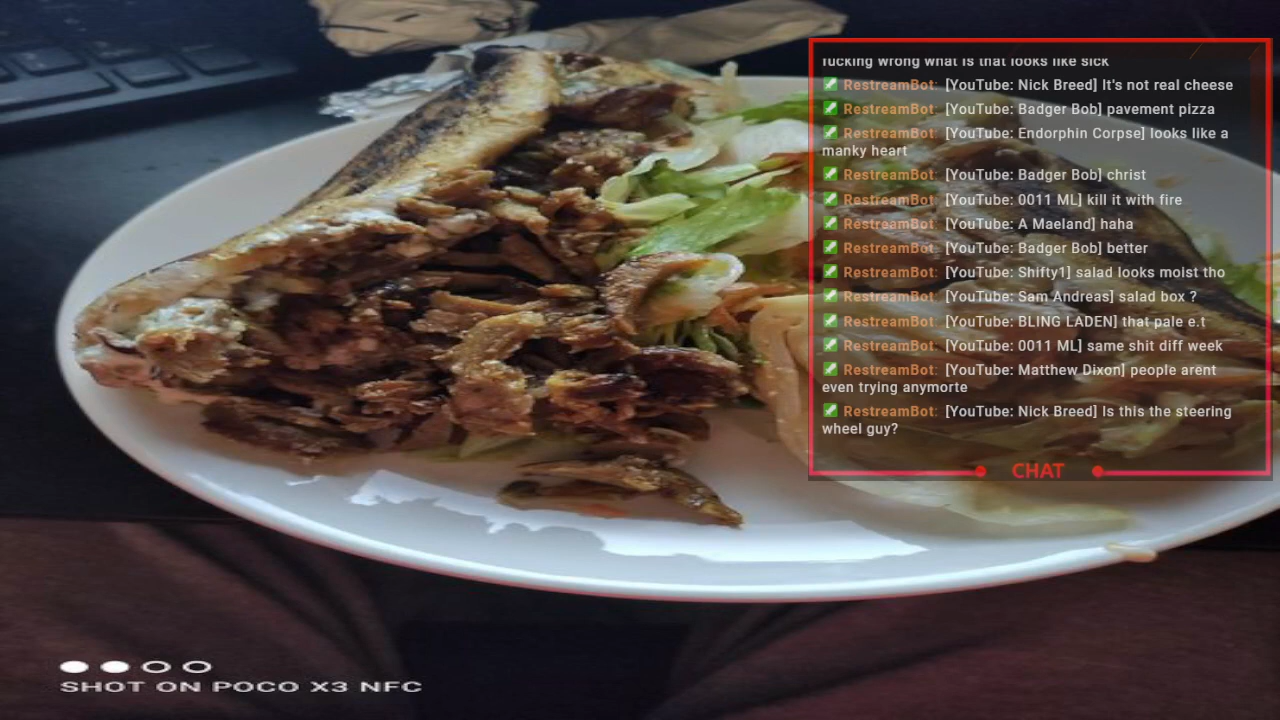 fucking wrong what is that looks like sick
RestreamBot: [YouTube: Nick Breed] It's not real cheese
RestreamBot: [YouTube: Badger Bob] pavement pizza
RestreamBot: [YouTube: Endorphin Corpse] looks like a
manky heart
RestreamBot: [YouTube: Badger Bob] christ
RestreamBot: [YouTube: 0011 ML] kill it with fire
RestreamBot: [YouTube: A Maeland] haha
RestreamBot: [YouTube: Badger Bob] better
RestreamBot: [YouTube: Shifty1] salad looks moist tho
RestreamBot: [YouTube: Sam Andreas] salad box ?
RestreamBot: [YouTube: BLING LADEN] that pale e.t
RestreamBot: [YouTube: 0011 ML] same shit diff week
RestreamBot: [YouTube: Matthew Dixon] people arent
even trying anymorte
RestreamBot: [YouTube: Nick Breed] Is this the steering
wheel guy?
CHAT
SHOT ON POCO X3 NFC